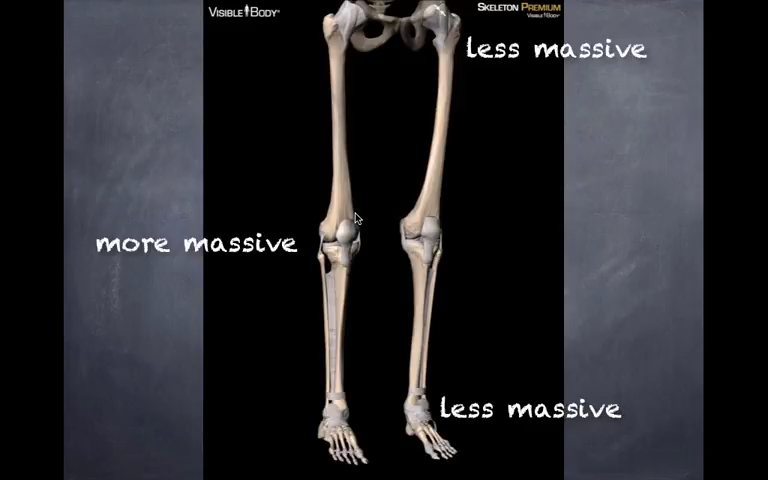 VISIBLE BODY®
SKELETON PREMIUM
VISIBLE BODY®
less massive
more massive
less massive